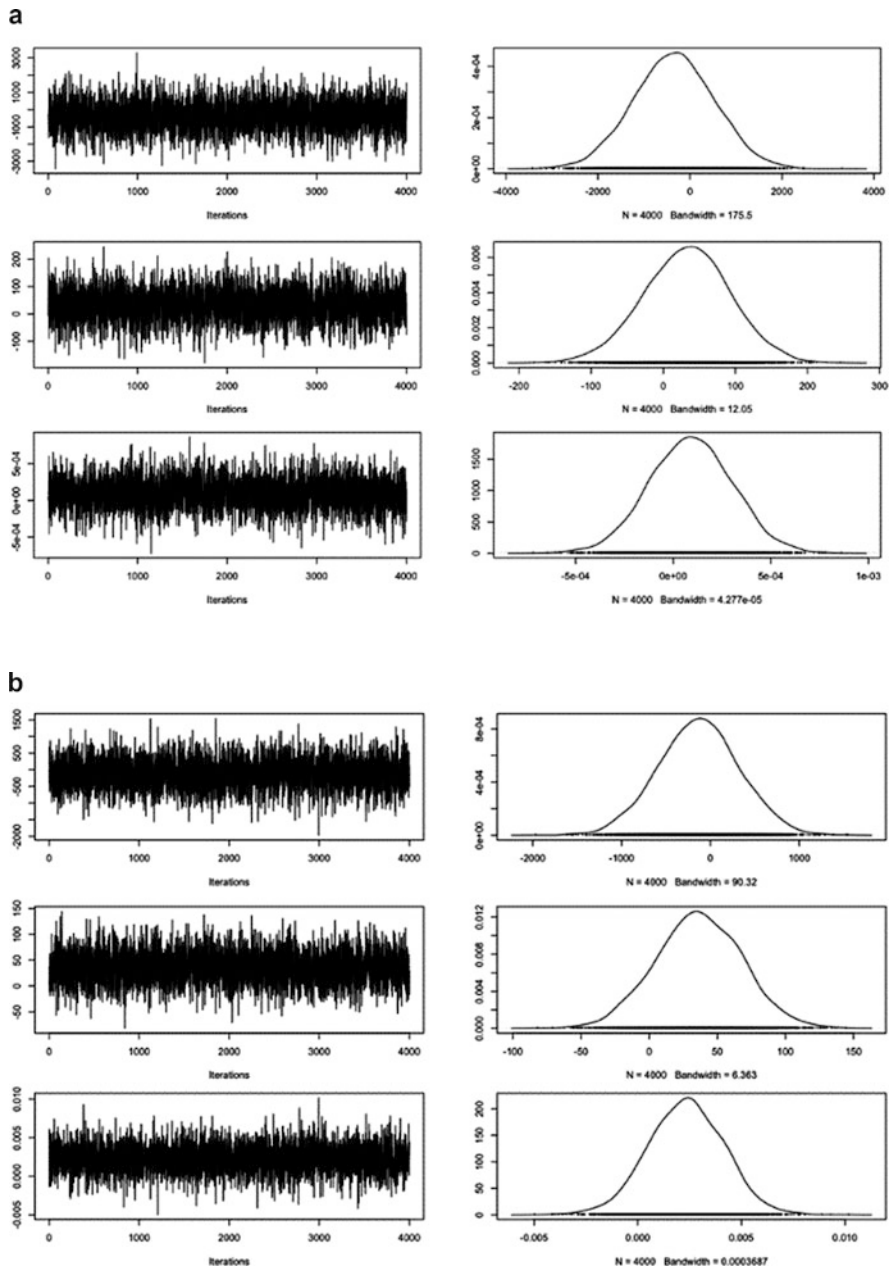 a
3000
1000
-1000
-3000
0 1000 2000 3000 4000
Iterations
4e-04
2e-04
0e+00
-4000 -2000 0 2000 4000
N = 4000 Bandwidth = 175.5
200
100
0
-100
0 1000 2000 3000 4000
Iterations
0.006
0.004
0.002
0.000
-200 -100 0 100 200 300
N = 4000 Bandwidth = 12.05
5e-04
0e+00
-5e-04
0 1000 2000 3000 4000
Iterations
1500
1000
500
0
-5e-04 0e+00 5e-04 1e-03
N = 4000 Bandwidth = 4.277e-05
b
1500
500
-500
-2000
0 1000 2000 3000 4000
Iterations
8e-04
4e-04
0e+00
-2000 -1000 0 1000
N = 4000 Bandwidth = 90.32
150
100
50
0
-50
0 1000 2000 3000 4000
Iterations
0.012
0.008
0.004
0.000
-100 -50 0 50 100 150
N = 4000 Bandwidth = 6.363
0.010
0.005
0.000
-0.005
0 1000 2000 3000 4000
Iterations
200
150
100
50
0
-0.005 0.000 0.005 0.010
N = 4000 Bandwidth = 0.0003687